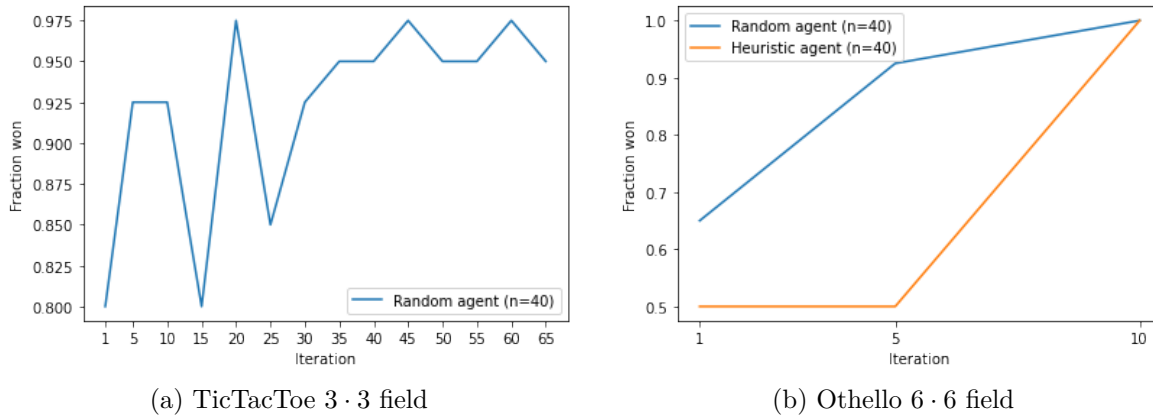 0.975
0.950
0.925
0.900
0.875
0.850
0.825
0.800
Fraction won
Random agent (n=40)
1 5 10 15 20 25 30 35 40 45 50 55 60 65
Iteration
(a) TicTacToe 3 · 3 field
1.0
0.9
0.8
0.7
0.6
0.5
Fraction won
Random agent (n=40)
Heuristic agent (n=40)
1 5 10
Iteration
(b) Othello 6 · 6 field